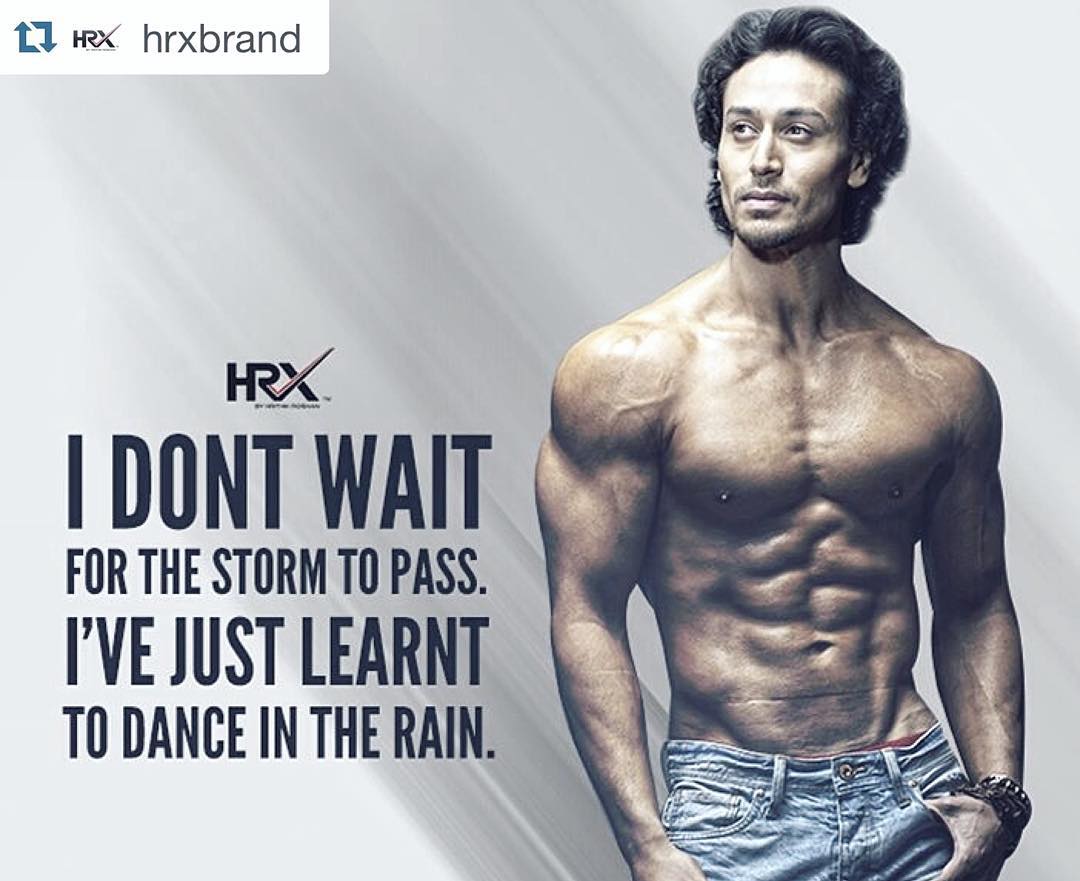 HRX hrxbrand
HRX
I DONT WAIT
FOR THE STORM TO PASS.
I'VE JUST LEARNT
TO DANCE IN THE RAIN.